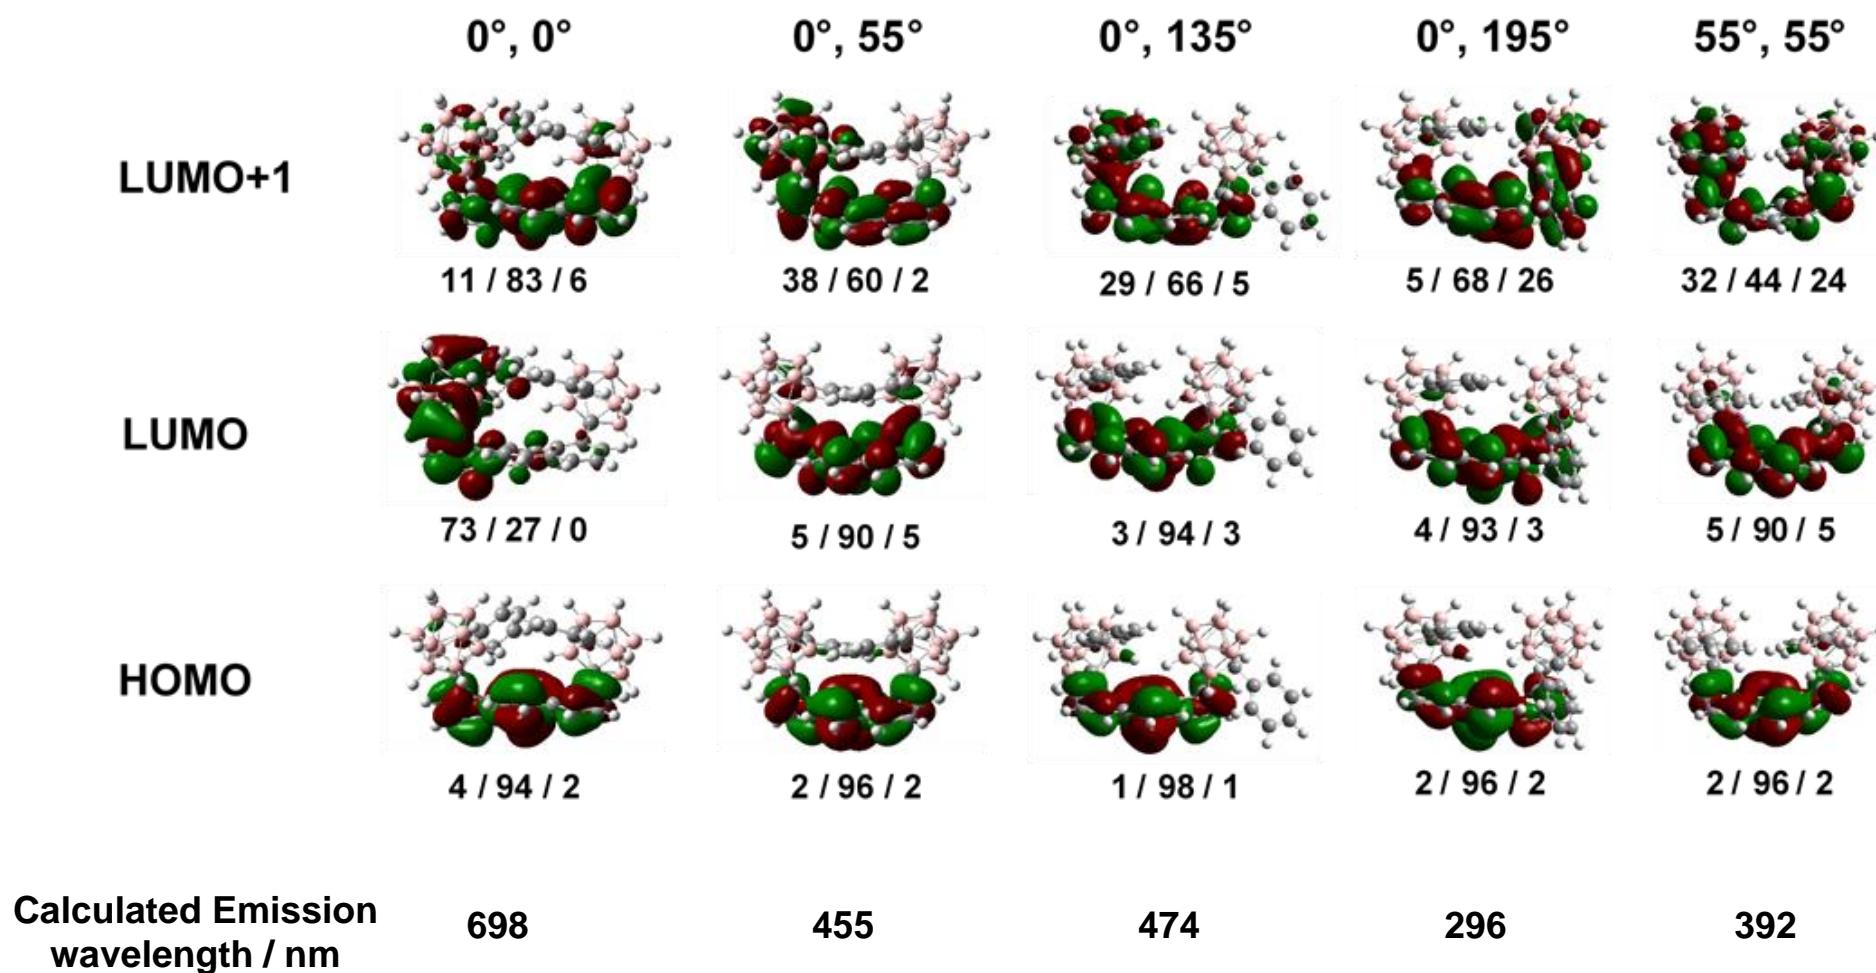 0°, 0° 0°, 55° 0°, 135° 0°, 195° 55°, 55°
LUMO+1
11 / 83 / 6 38 / 60 / 2 29 / 66 / 5 5 / 68 / 26 32 / 44 / 24
LUMO
73 / 27 / 0 5 / 90 / 5 3 / 94 / 3 4 / 93 / 3 5 / 90 / 5
HOMO
4 / 94 / 2 2 / 96 / 2 1 / 98 / 1 2 / 96 / 2 2 / 96 / 2
Calculated Emission
wavelength / nm
698 455 474 296 392